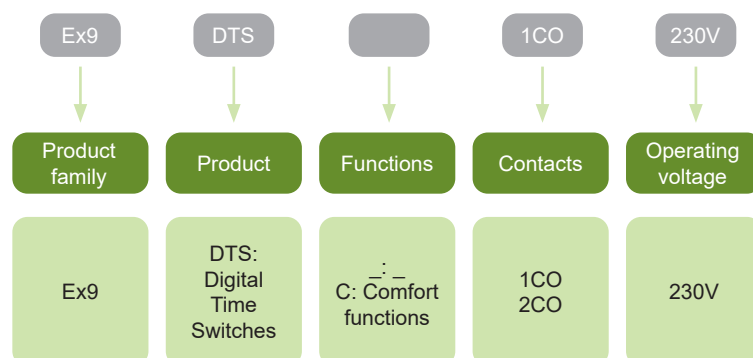 Ex9
DTS
1CO
230V
Product
family
Product
Functions
Contacts
Operating
voltage
Ex9
DTS:
Digital
Time
Switches
_: _
C: Comfort
functions
1CO
2CO
230V